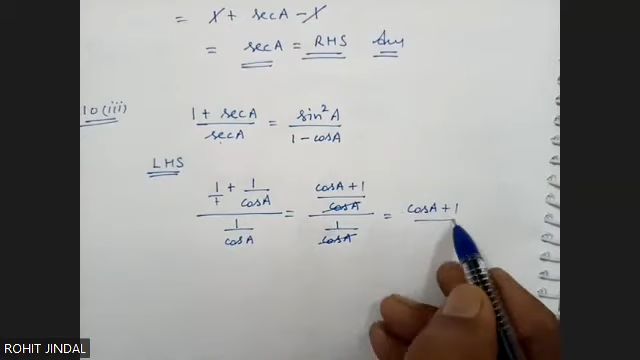 = 1 + secA - 1
= secA = RHS Ans
10(iii) (1 + secA)/secA = sin²A/(1 - cosA)
LHS
(1/1 + 1/cosA)/(1/cosA) = ((cosA + 1)/cosA)/(1/cosA) = cosA + 1
ROHIT JINDAL